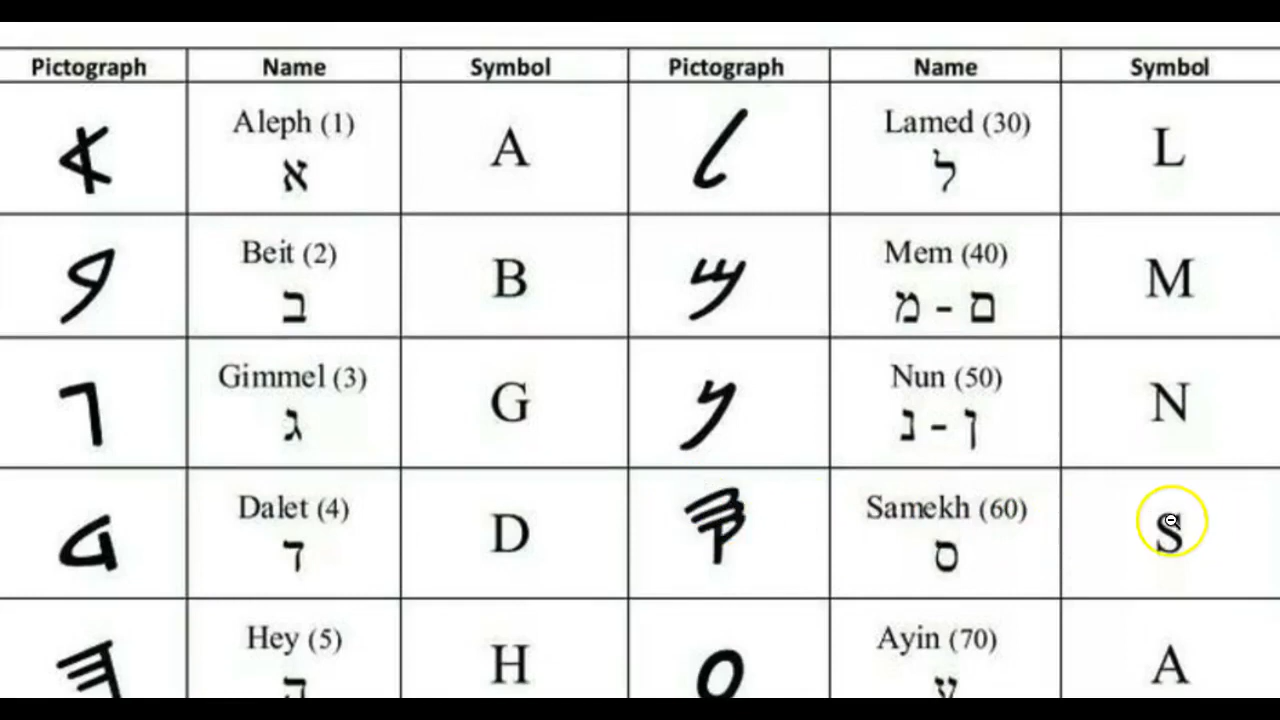 Pictograph Name Symbol Pictograph Name Symbol
𐤀 Aleph (1) A 𐤋 Lamed (30) L
א ל
𐤁 Beit (2) B 𐤌 Mem (40) M
ב מ - ם
𐤂 Gimmel (3) G 𐤍 Nun (50) N
ג נ - ן
𐤃 Dalet (4) D 𐤎 Samekh (60) S
ד ס
𐤄 Hey (5) H 𐤏 Ayin (70) A
ה ע